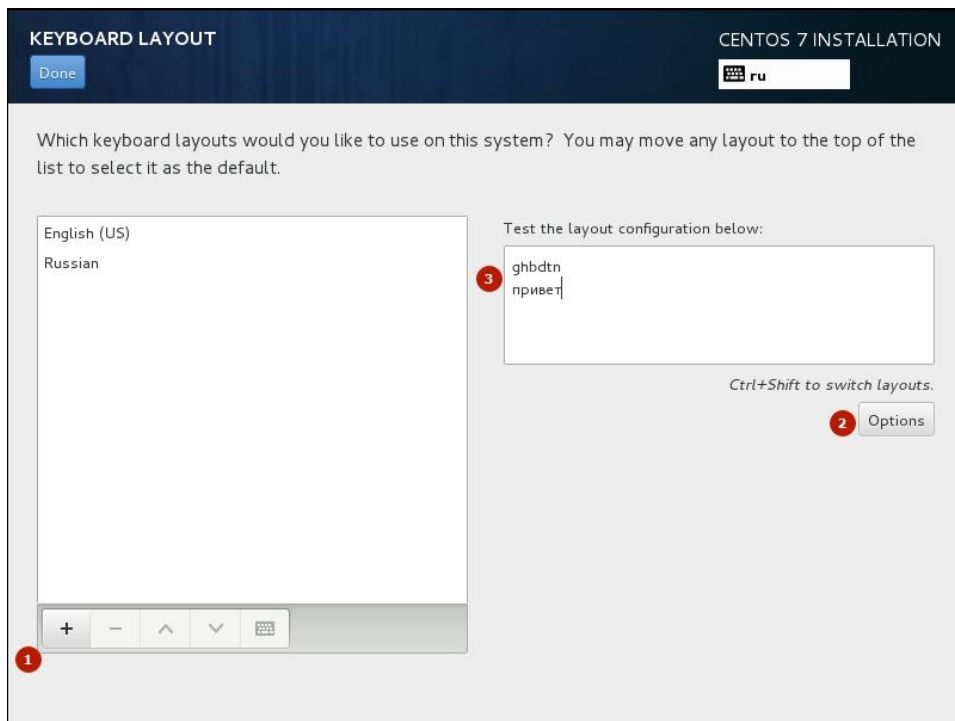 KEYBOARD LAYOUT
CENTOS 7 INSTALLATION
Done
ru
Which keyboard layouts would you like to use on this system? You may move any layout to the top of the
list to select it as the default.
English (US)
Russian
Test the layout configuration below:
3
ghbdtn
привет
Ctrl+Shift to switch layouts.
2
Options
1